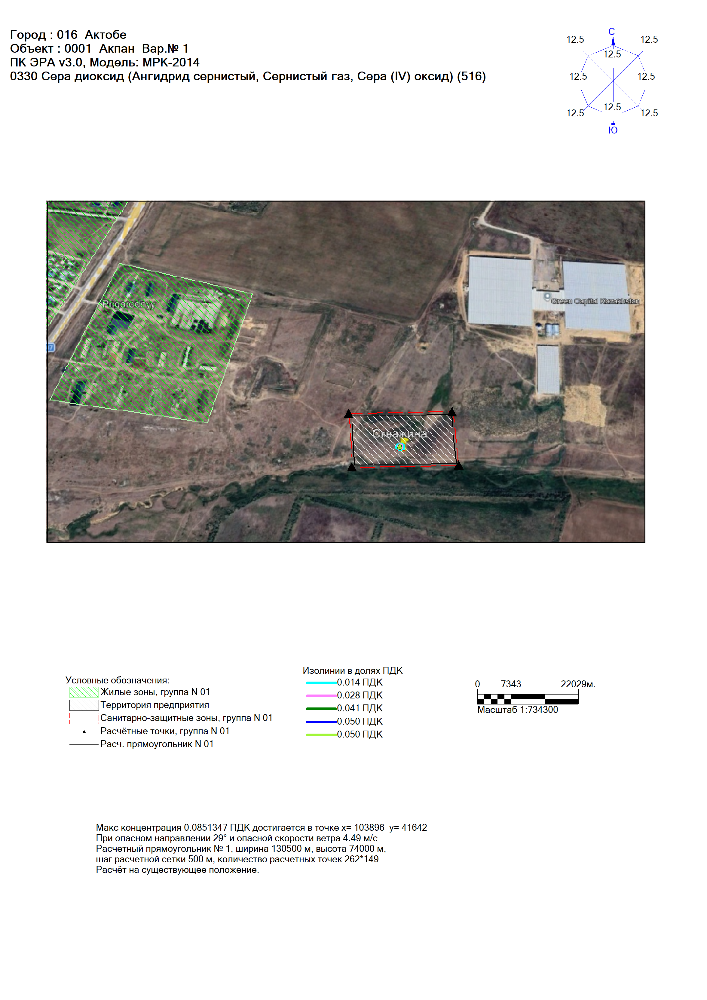 Город : 016 Актобе
Объект : 0001 Акпан Вар.№ 1
ПК ЭРА v3.0, Модель: МРК-2014
0330 Сера диоксид (Ангидрид сернистый, Сернистый газ, Сера (IV) оксид) (516)
С
12.5
12.5
12.5
12.5
12.5
12.5
12.5
12.5
Ю
Prigorodnyy
Green Capital Kazakhstan
Скважина
Условные обозначения:
Жилые зоны, группа N 01
Территория предприятия
Санитарно-защитные зоны, группа N 01
Расчётные точки, группа N 01
Расч. прямоугольник N 01
Изолинии в долях ПДК
0.014 ПДК
0.028 ПДК
0.041 ПДК
0.050 ПДК
0.050 ПДК
0 7343 22029м.
Масштаб 1:734300
Макс концентрация 0.0851347 ПДК достигается в точке x= 103896 y= 41642
При опасном направлении 29° и опасной скорости ветра 4.49 м/с
Расчетный прямоугольник № 1, ширина 130500 м, высота 74000 м,
шаг расчетной сетки 500 м, количество расчетных точек 262*149
Расчёт на существующее положение.